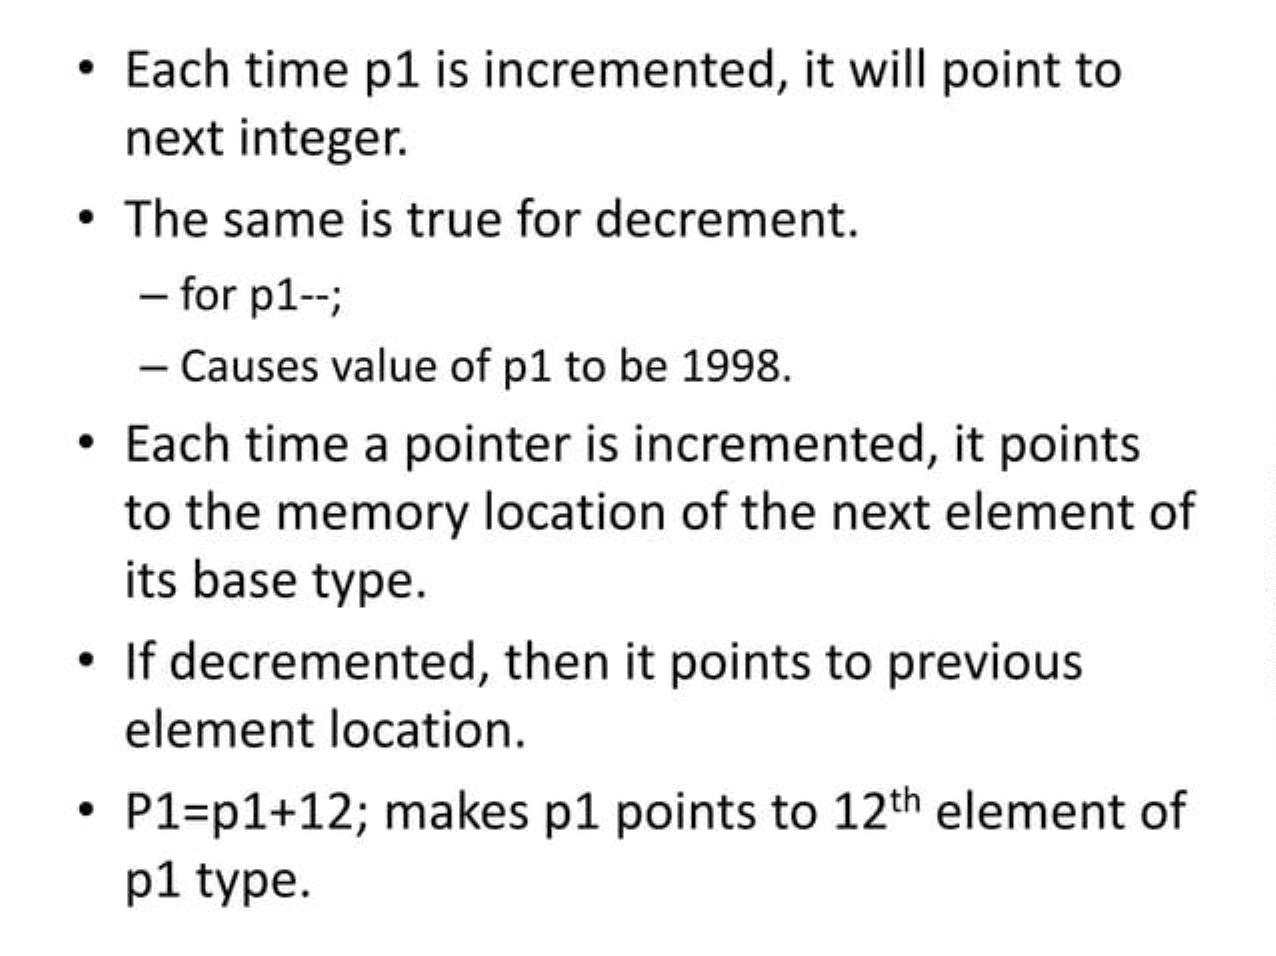 • Each time p1 is incremented, it will point to
next integer.
• The same is true for decrement.
– for p1--;
– Causes value of p1 to be 1998.
• Each time a pointer is incremented, it points
to the memory location of the next element of
its base type.
• If decremented, then it points to previous
element location.
• P1=p1+12; makes p1 points to 12th element of
p1 type.